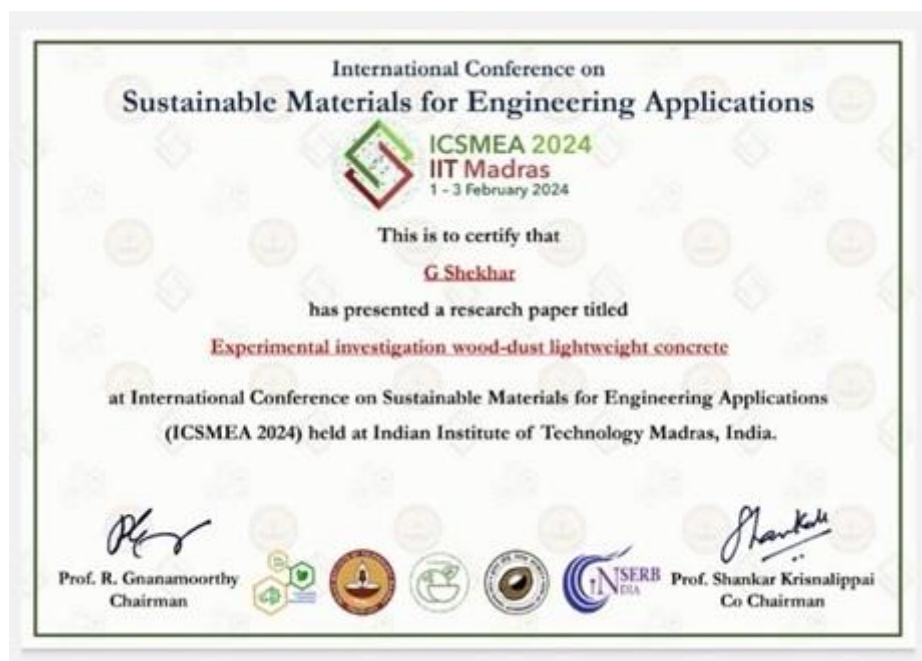 International Conference on
Sustainable Materials for Engineering Applications
ICSMEA 2024
IIT Madras
1 - 3 February 2024
This is to certify that
G Shekhar
has presented a research paper titled
Experimental investigation wood-dust lightweight concrete
at International Conference on Sustainable Materials for Engineering Applications
(ICSMEA 2024) held at Indian Institute of Technology Madras, India.
Shankar
Prof. R. Gnanamoorthy
Chairman
SERB
INDIA
Prof. Shankar Krisnalippai
Co Chairman